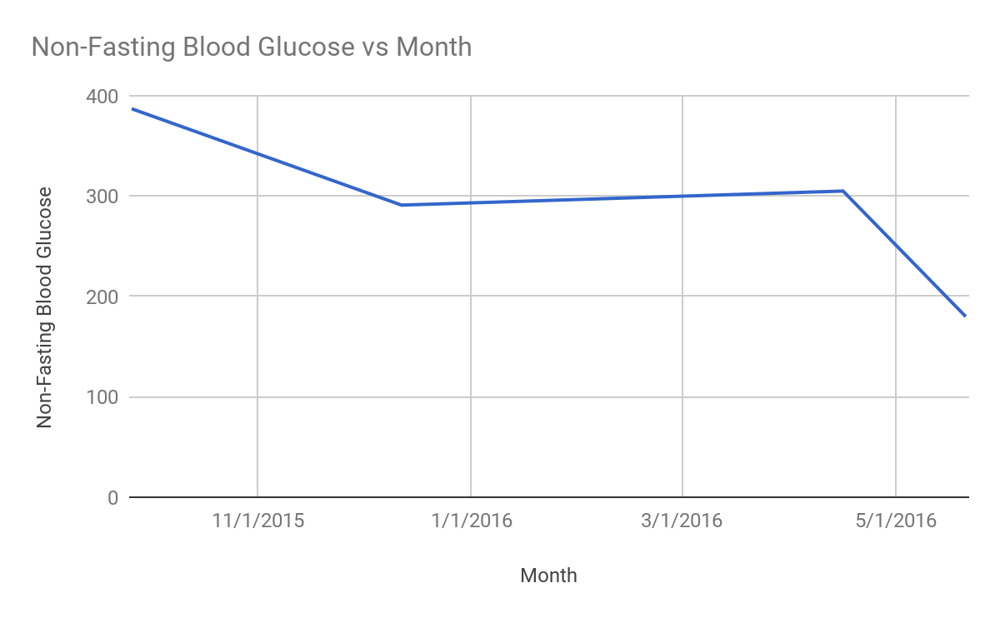 Non-Fasting Blood Glucose vs Month
Non-Fasting Blood Glucose
400
300
200
100
0
11/1/2015 1/1/2016 3/1/2016 5/1/2016
Month